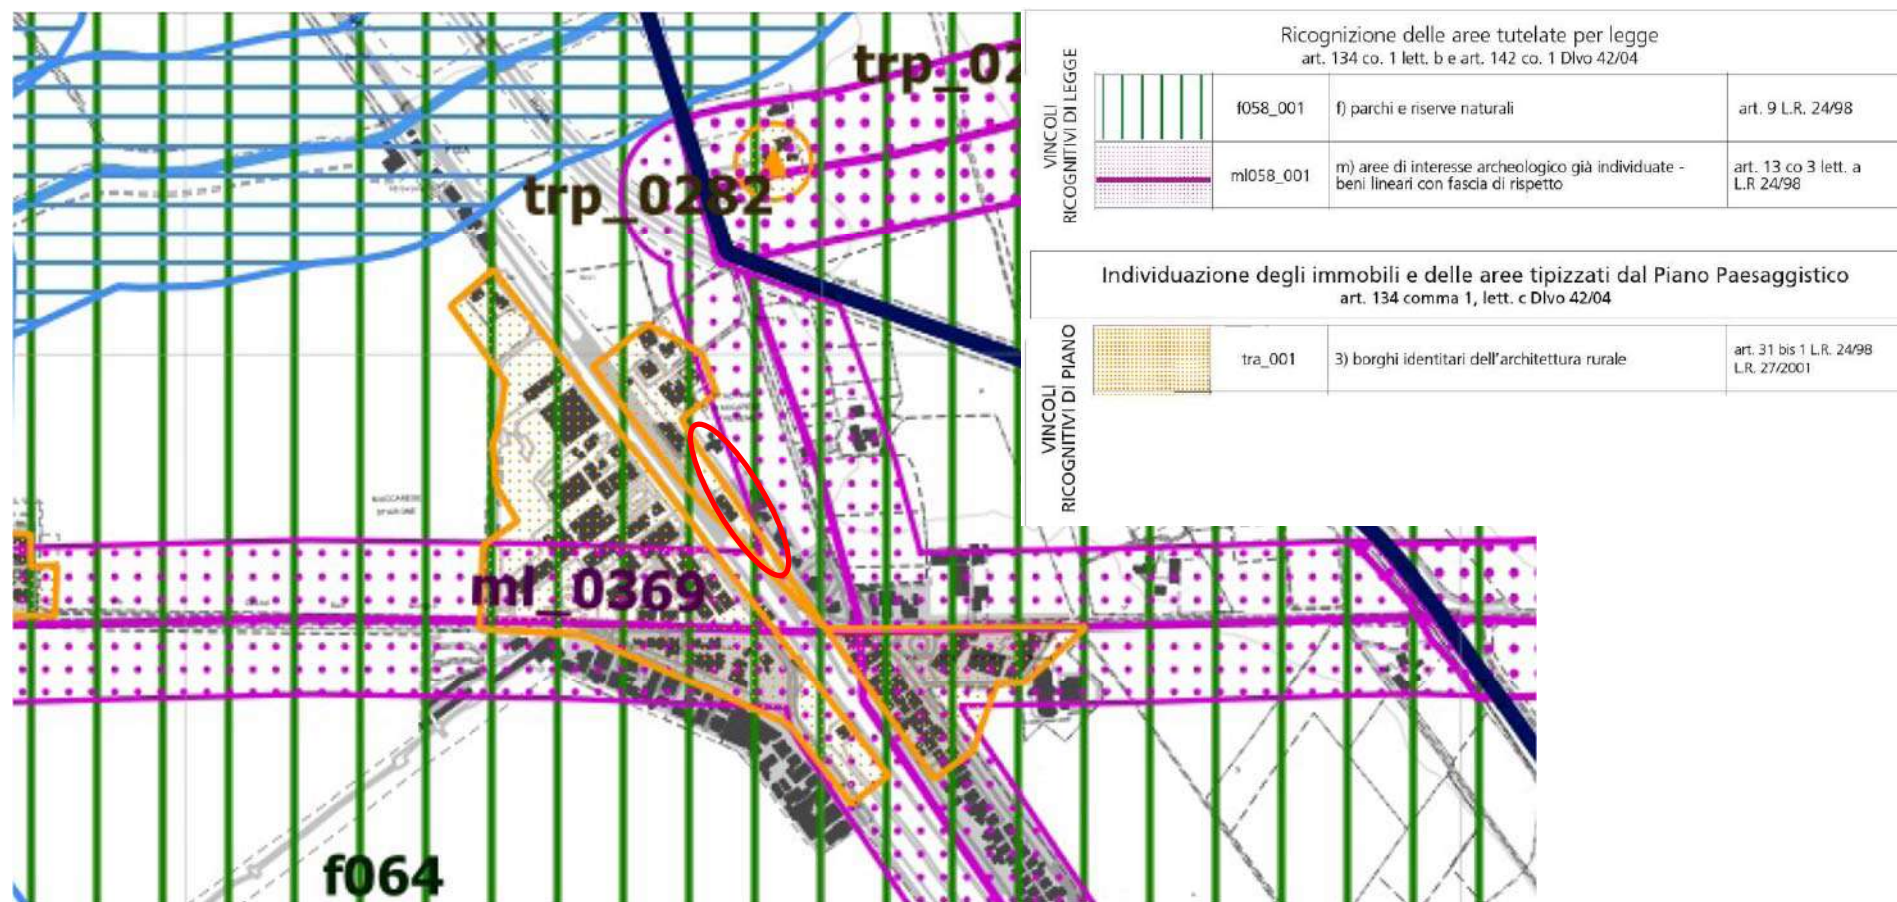 trp_02
trp_0282
ml_0369
f064
MACCARESE
Ricognizione delle aree tutelate per legge
art. 134 co. 1 lett. b e art. 142 co. 1 Dlvo 42/04
VINCOLI
RICOGNITIVI DI LEGGE
f058_001 f) parchi e riserve naturali art. 9 L.R. 24/98
ml058_001 m) aree di interesse archeologico già individuate - art. 13 co 3 lett. a
beni lineari con fascia di rispetto L.R 24/98
Individuazione degli immobili e delle aree tipizzati dal Piano Paesaggistico
art. 134 comma 1, lett. c Dlvo 42/04
VINCOLI
RICOGNITIVI DI PIANO
tra_001 3) borghi identitari dell'architettura rurale art. 31 bis 1 L.R. 24/98
L.R. 27/2001